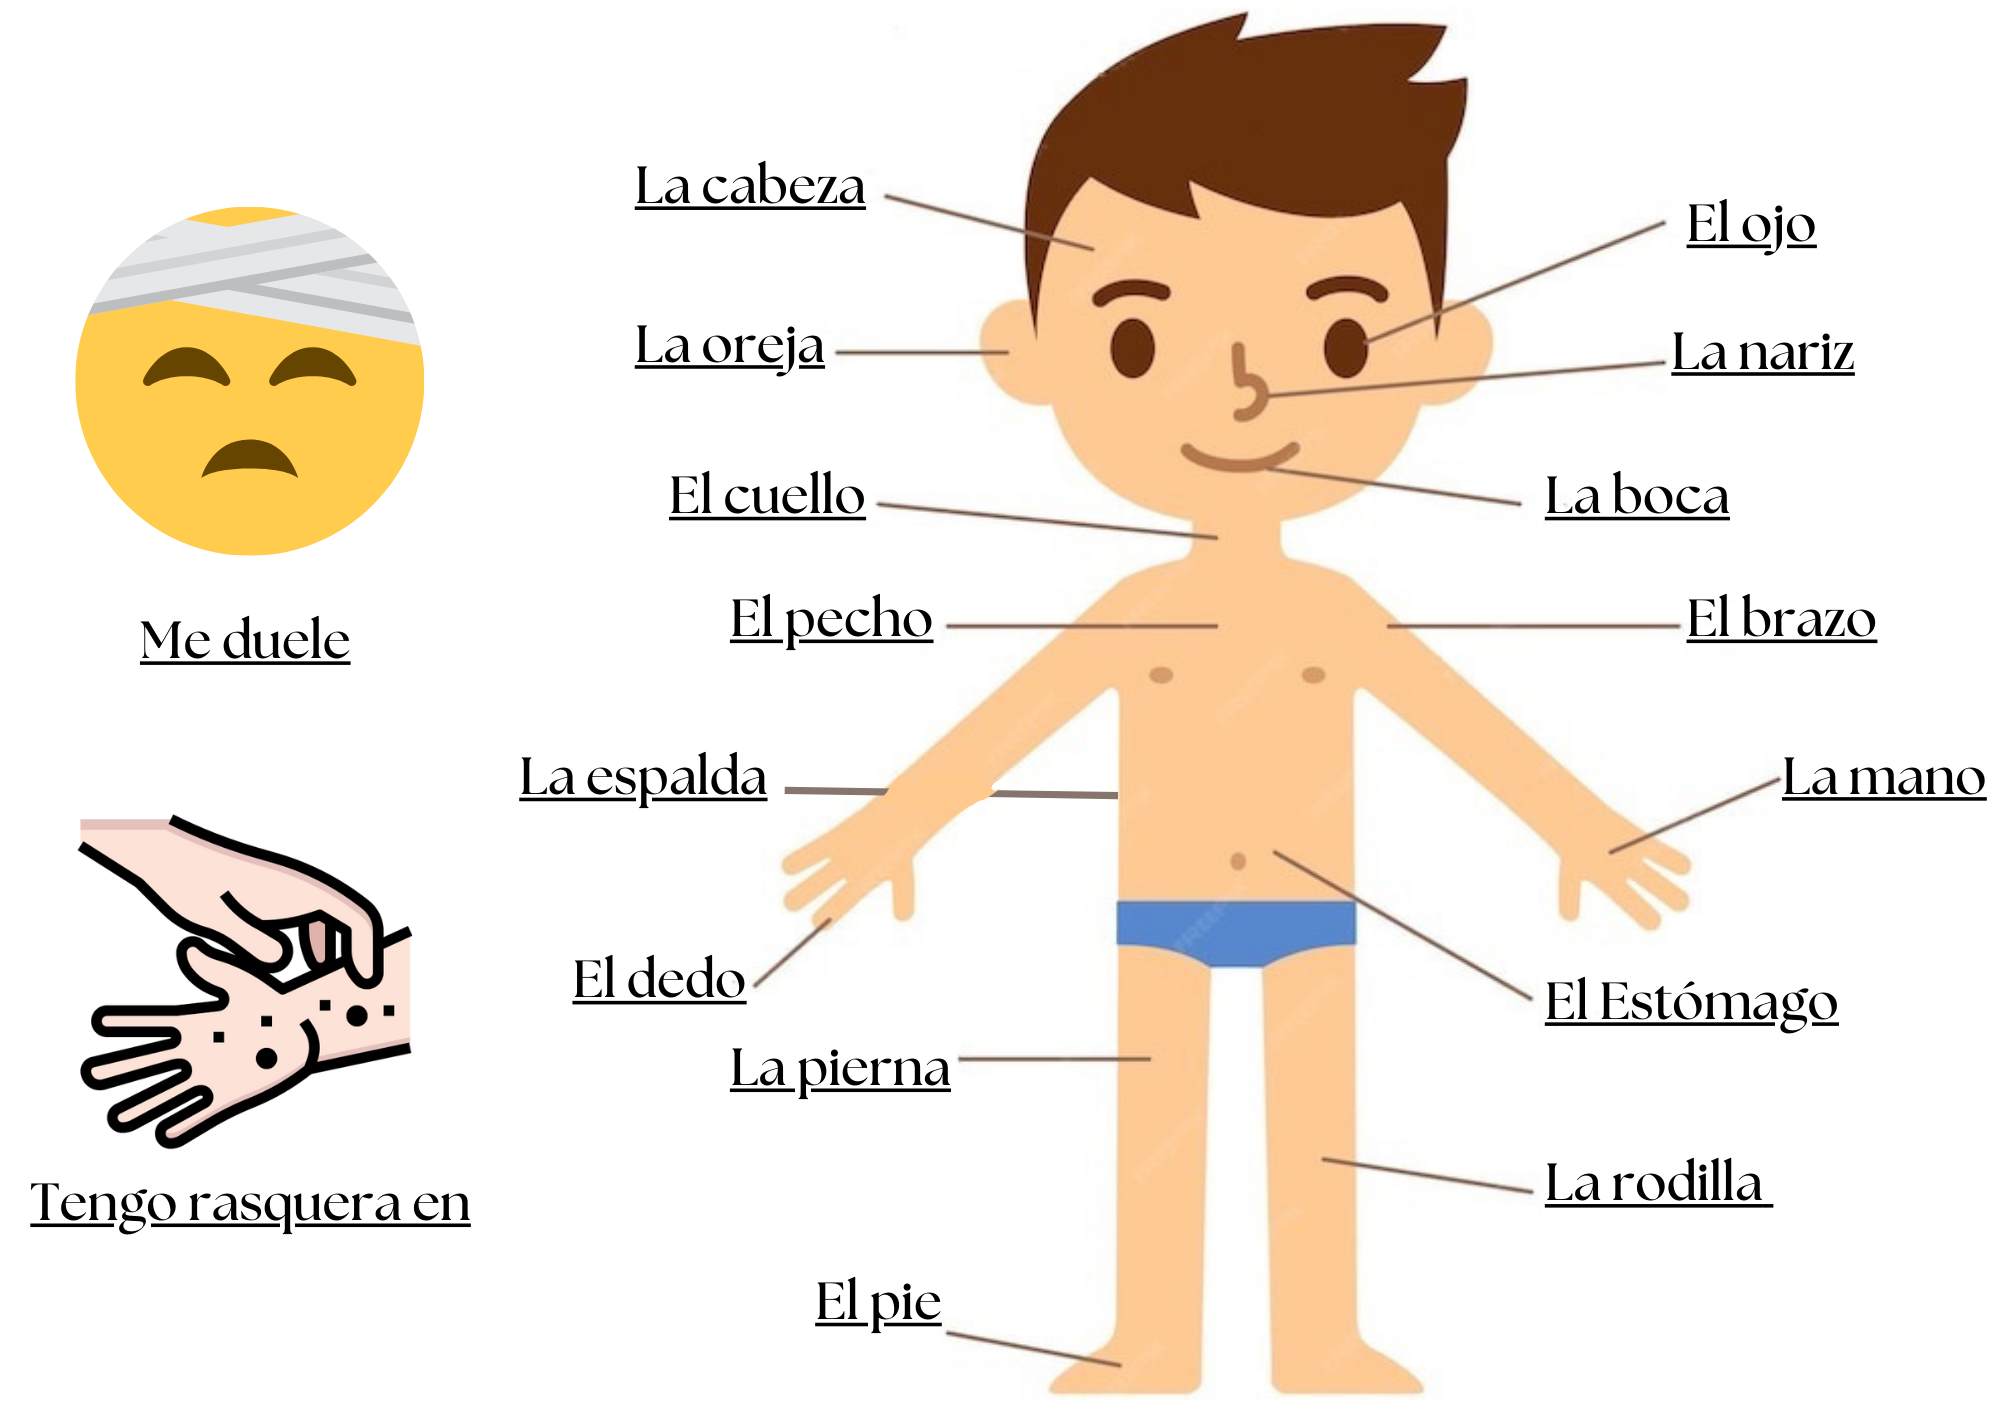 La cabeza
El ojo
La oreja
La nariz
El cuello
La boca
Me duele
El pecho
El brazo
La espalda
La mano
El dedo
El Estómago
La pierna
Tengo rasquera en
La rodilla
El pie